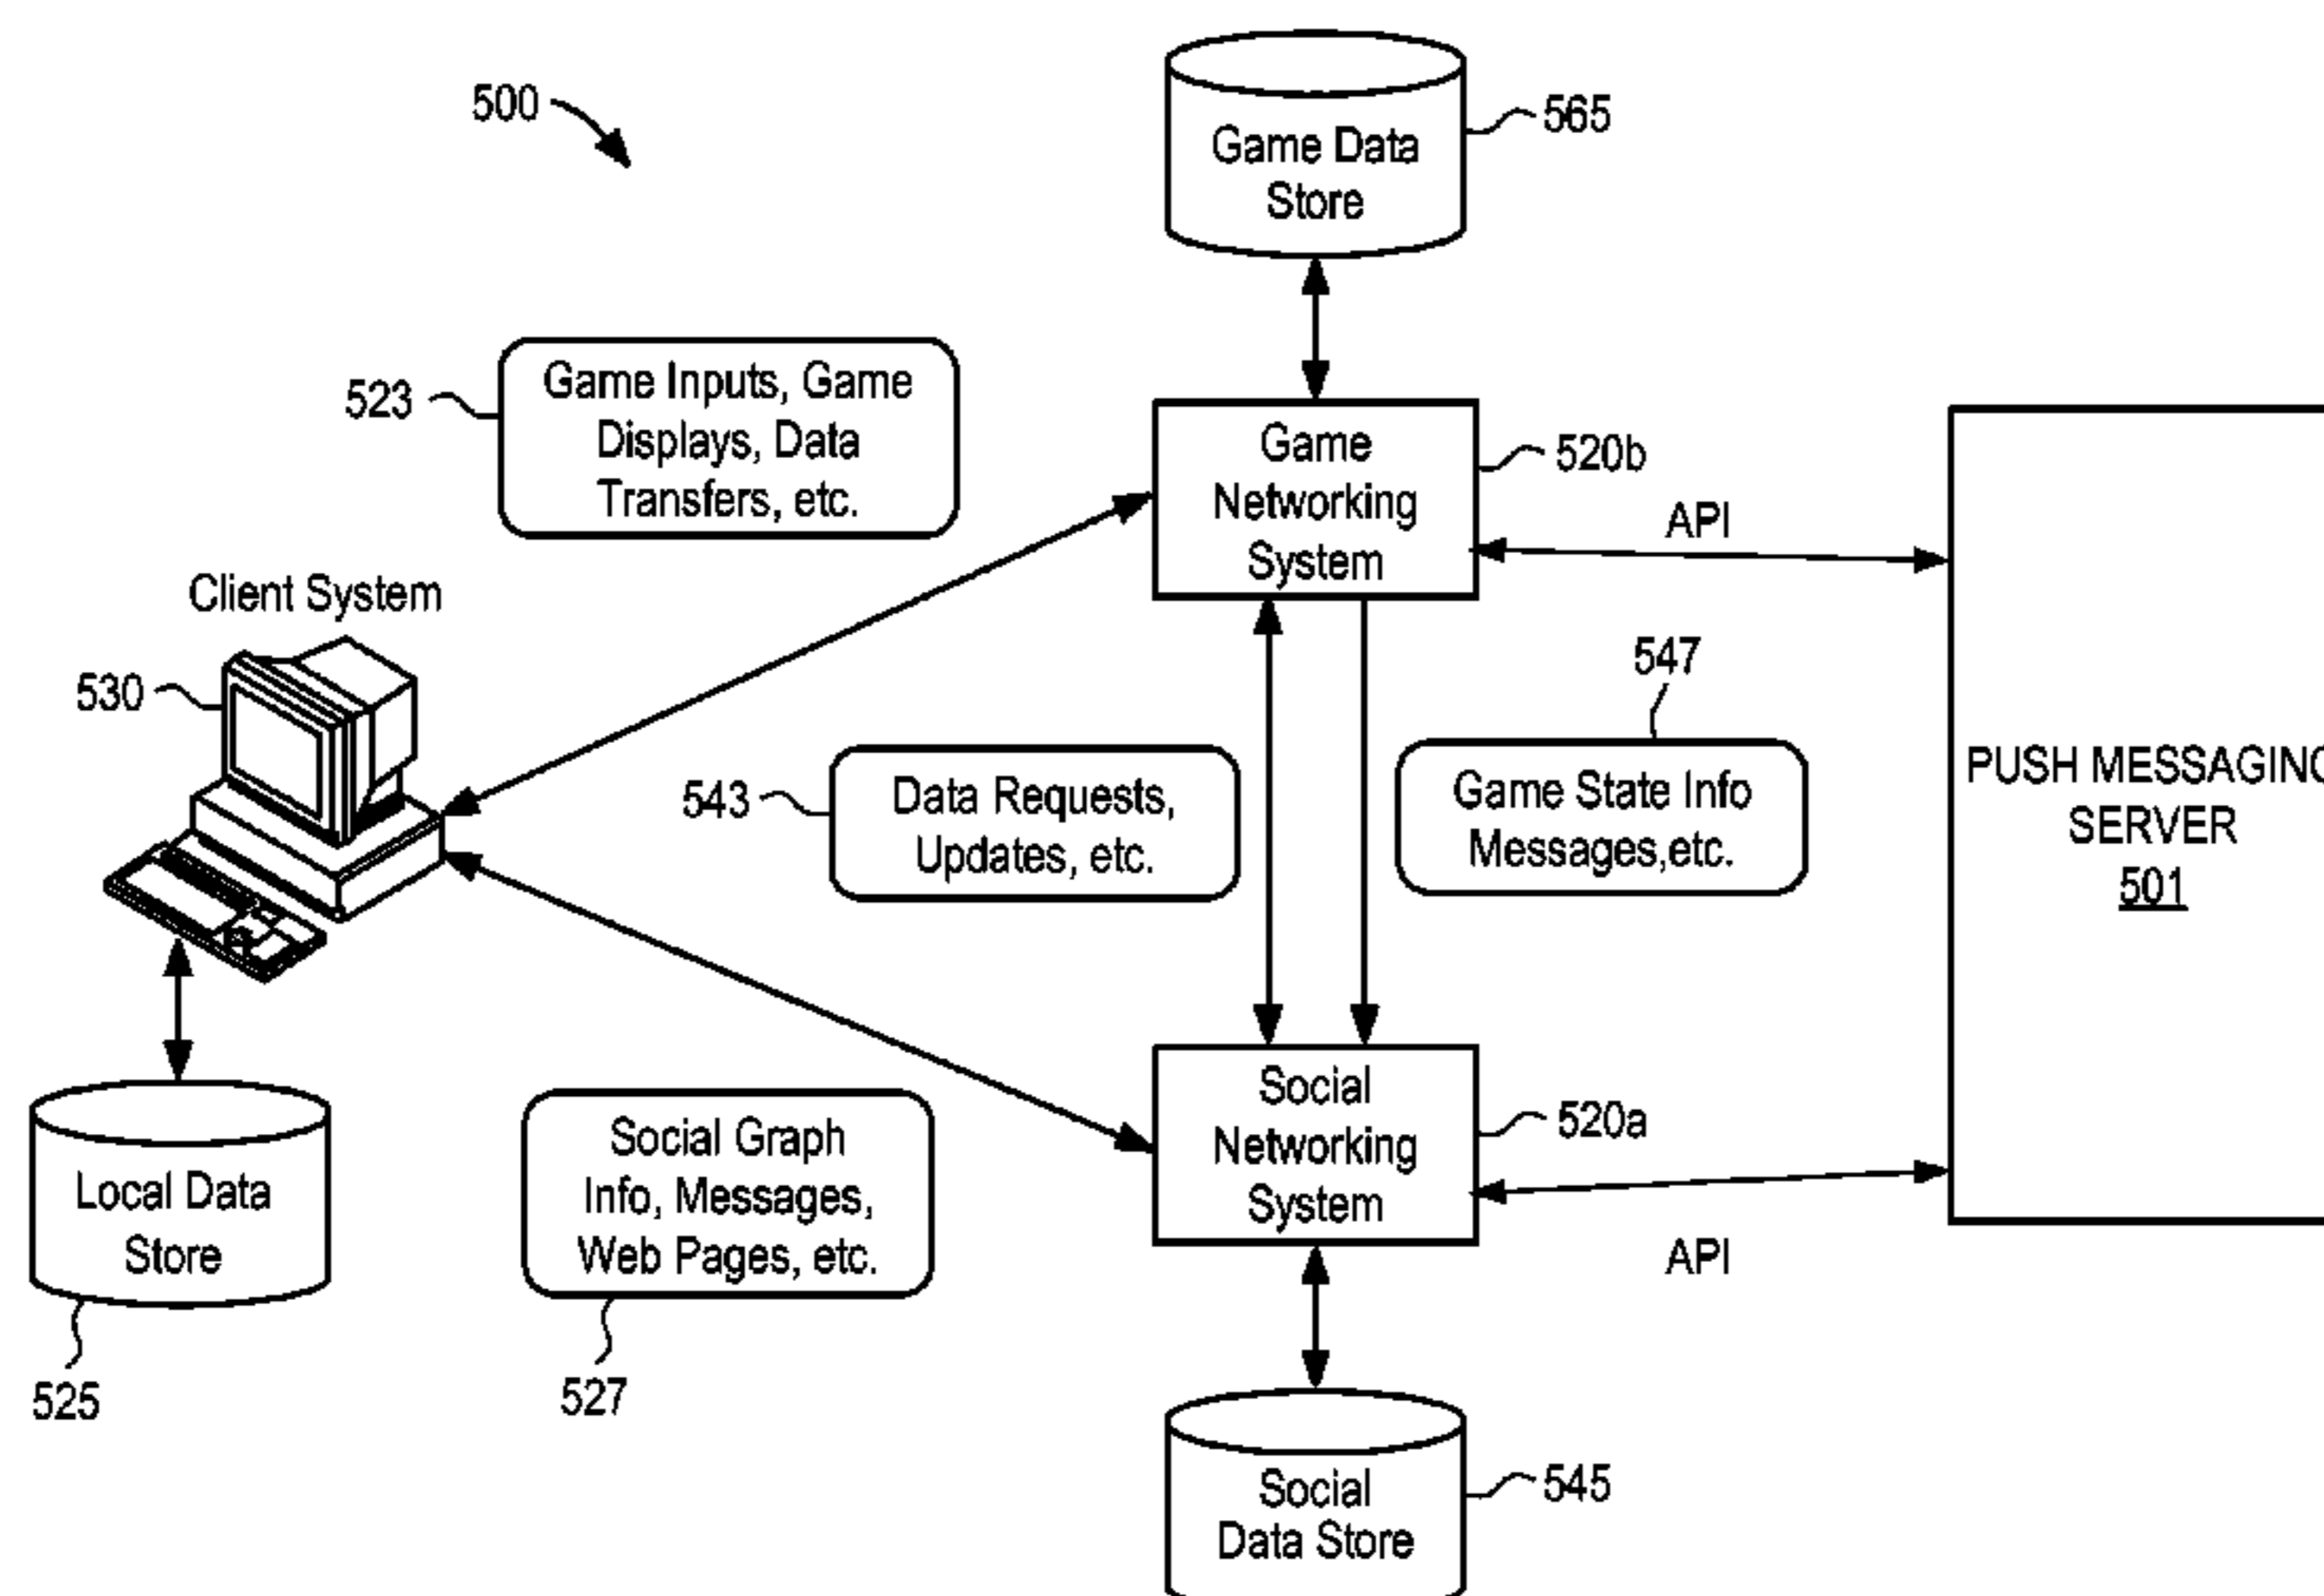 500
565
Game Data
Store
523
Game Inputs, Game
Displays, Data
Transfers, etc.
Game
Networking
System
520b
API
Client System
530
547
543
Data Requests,
Updates, etc.
Game State Info
Messages,etc.
PUSH MESSAGING
SERVER
501
Social
Networking
System
520a
API
Local Data
Store
525
Social Graph
Info, Messages,
Web Pages, etc.
527
Social
Data Store
545